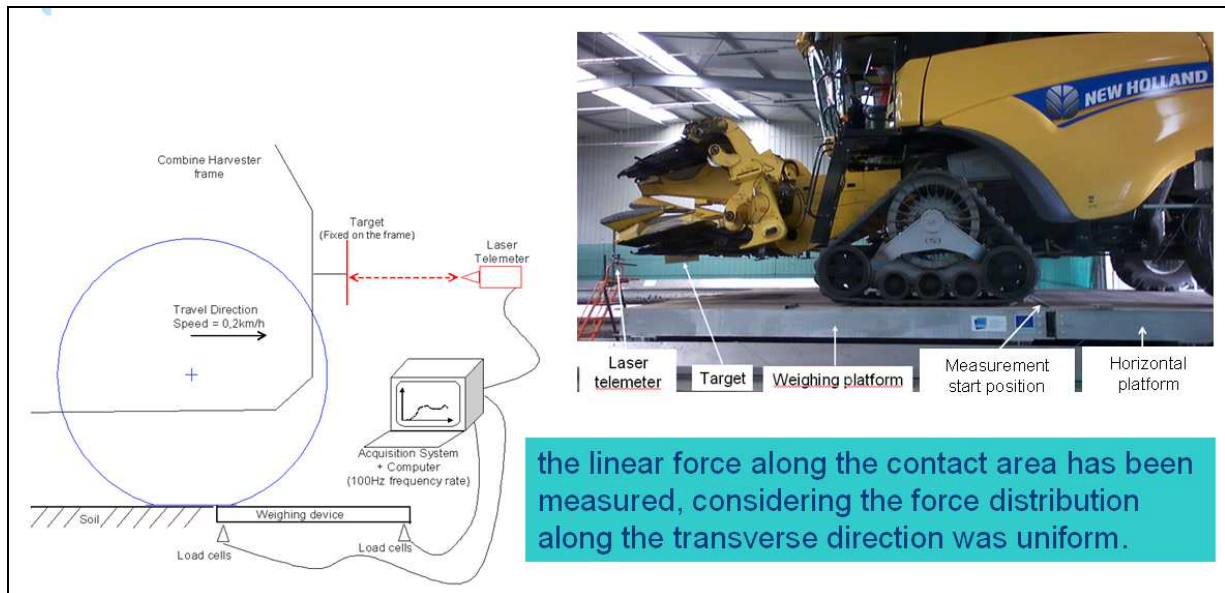 Combine Harvester
frame
Target
(Fixed on the frame)
Laser
Telemeter
Travel Direction
Speed = 0,2km/h
Acquisition System
+ Computer
(100Hz frequency rate)
Soil
Weighing device
Load cells
Load cells
NEW HOLLAND
Laser
telemeter
Target
Weighing platform
Measurement
start position
Horizontal
platform
the linear force along the contact area has been
measured, considering the force distribution
along the transverse direction was uniform.